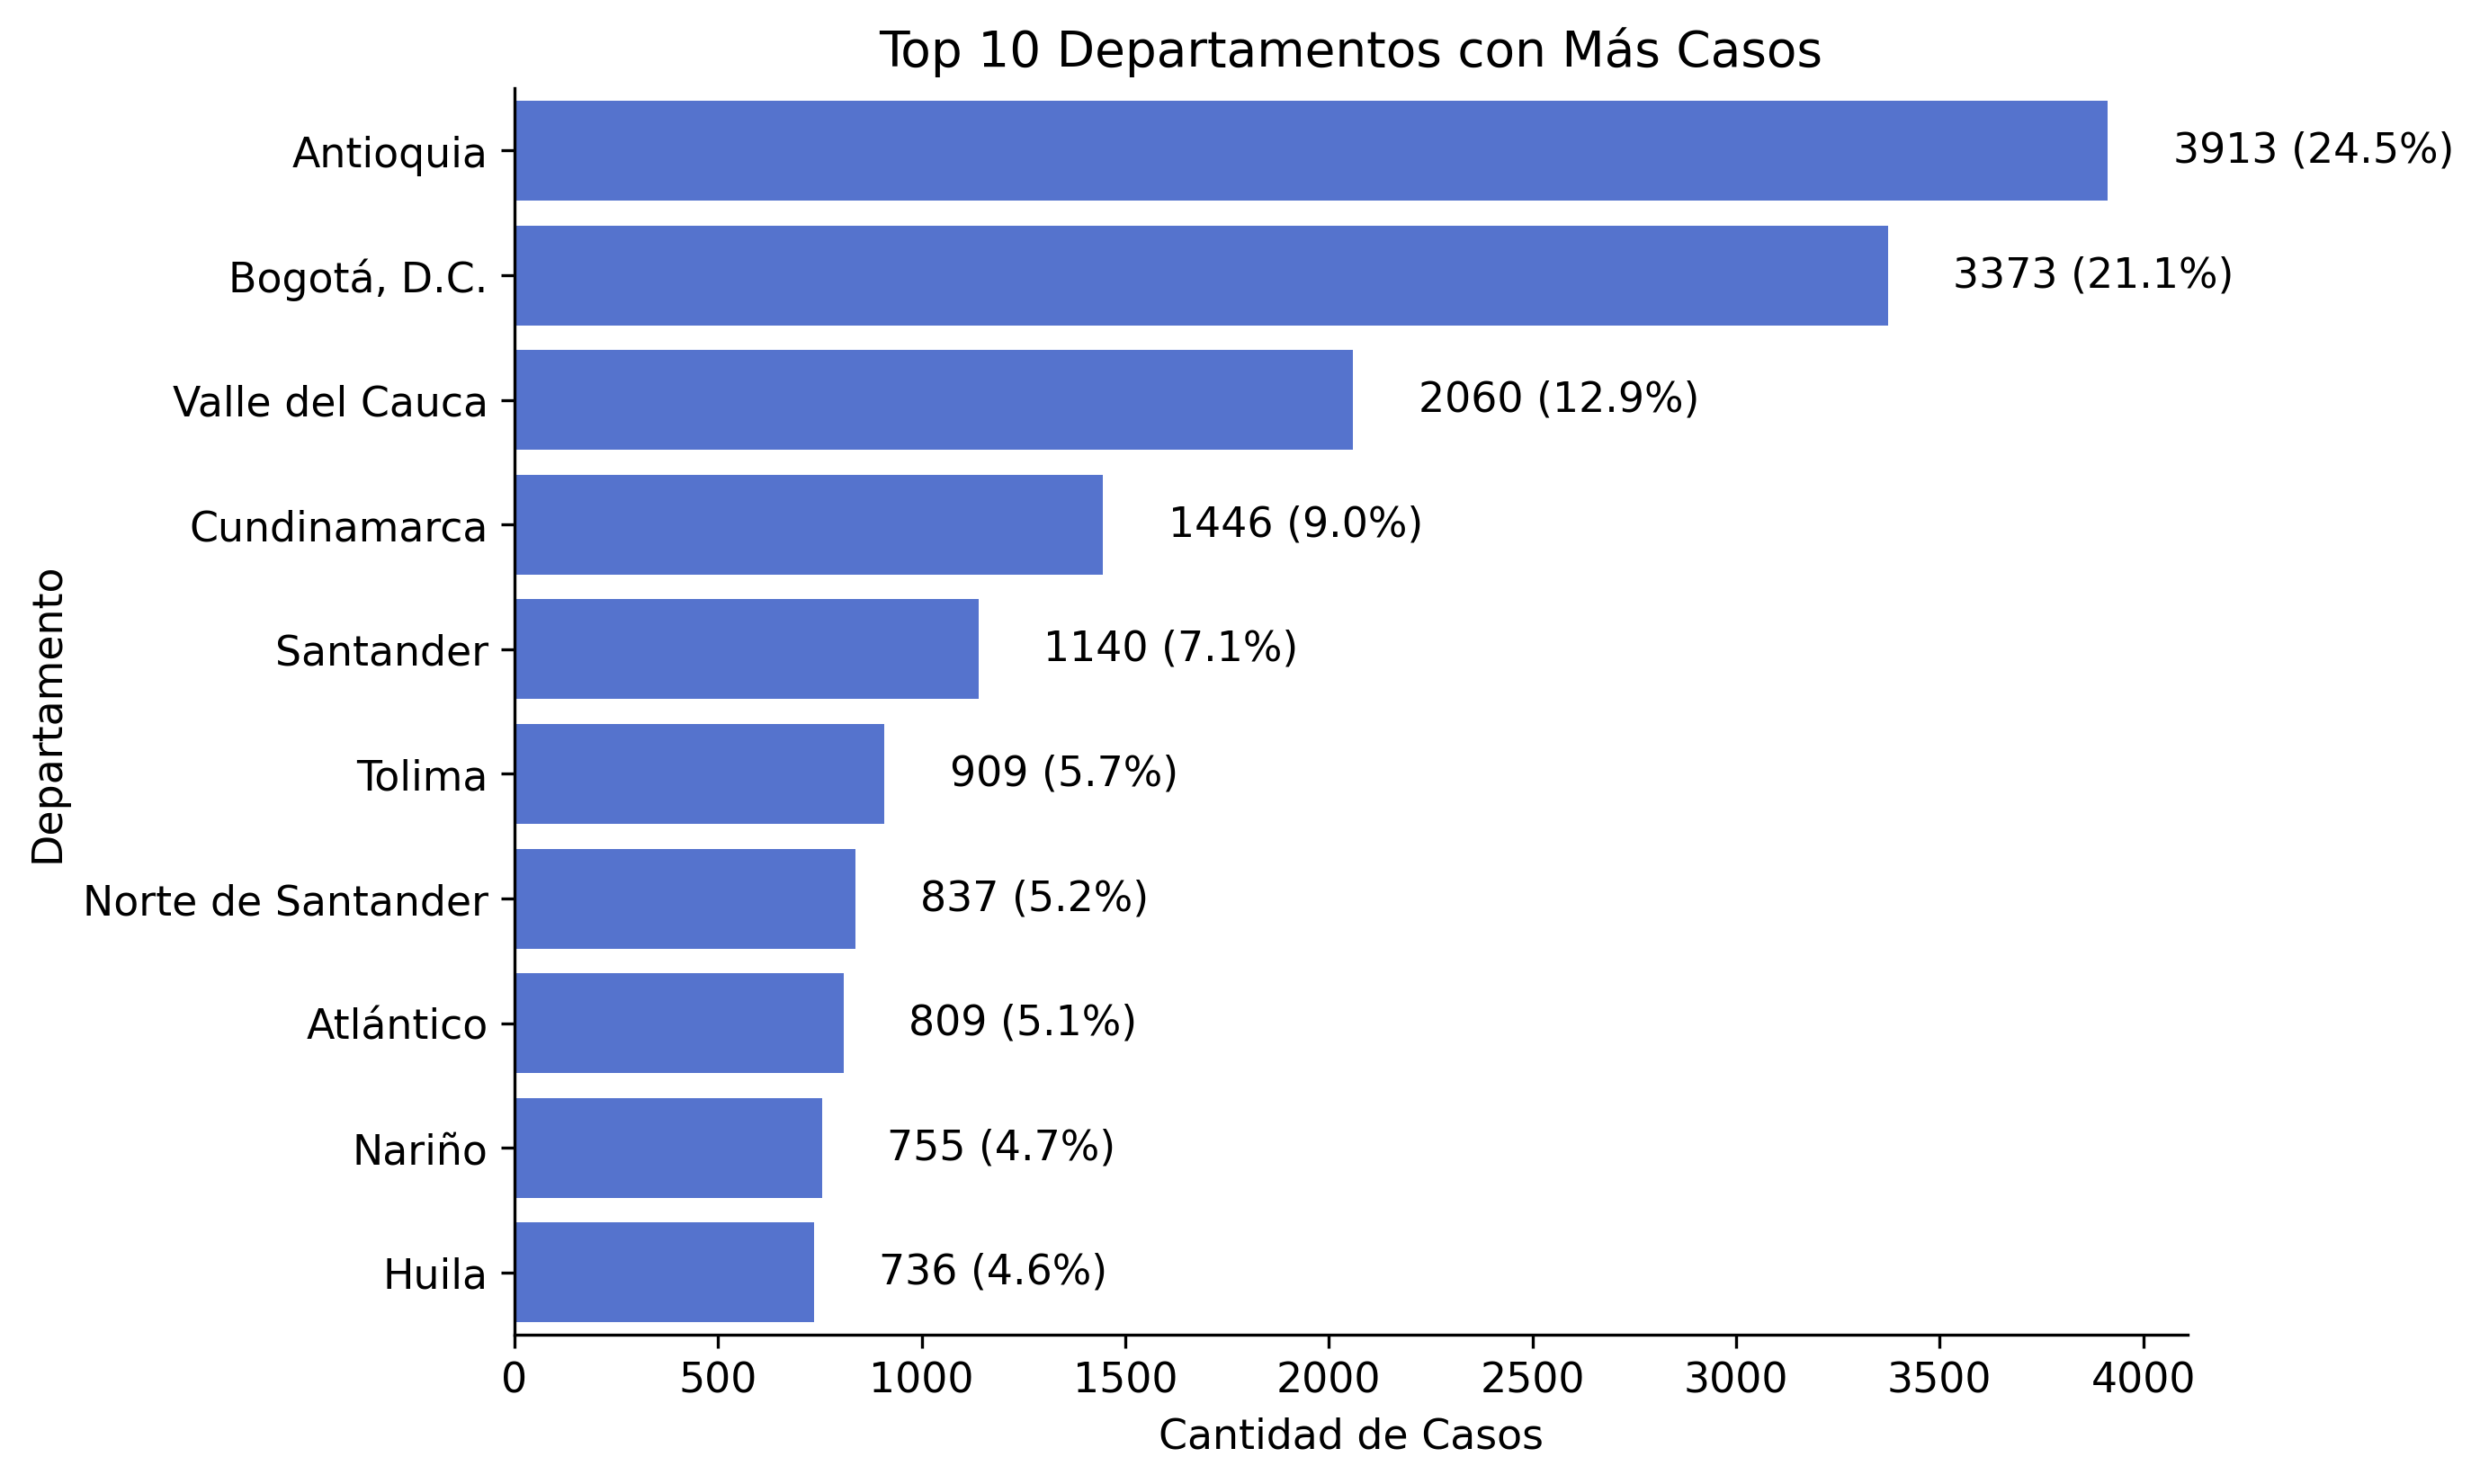 Top 10 Departamentos con Más Casos
Departamento
Antioquia 3913 (24.5%)
Bogotá, D.C. 3373 (21.1%)
Valle del Cauca 2060 (12.9%)
Cundinamarca 1446 (9.0%)
Santander 1140 (7.1%)
Tolima 909 (5.7%)
Norte de Santander 837 (5.2%)
Atlántico 809 (5.1%)
Nariño 755 (4.7%)
Huila 736 (4.6%)
0 500 1000 1500 2000 2500 3000 3500 4000
Cantidad de Casos